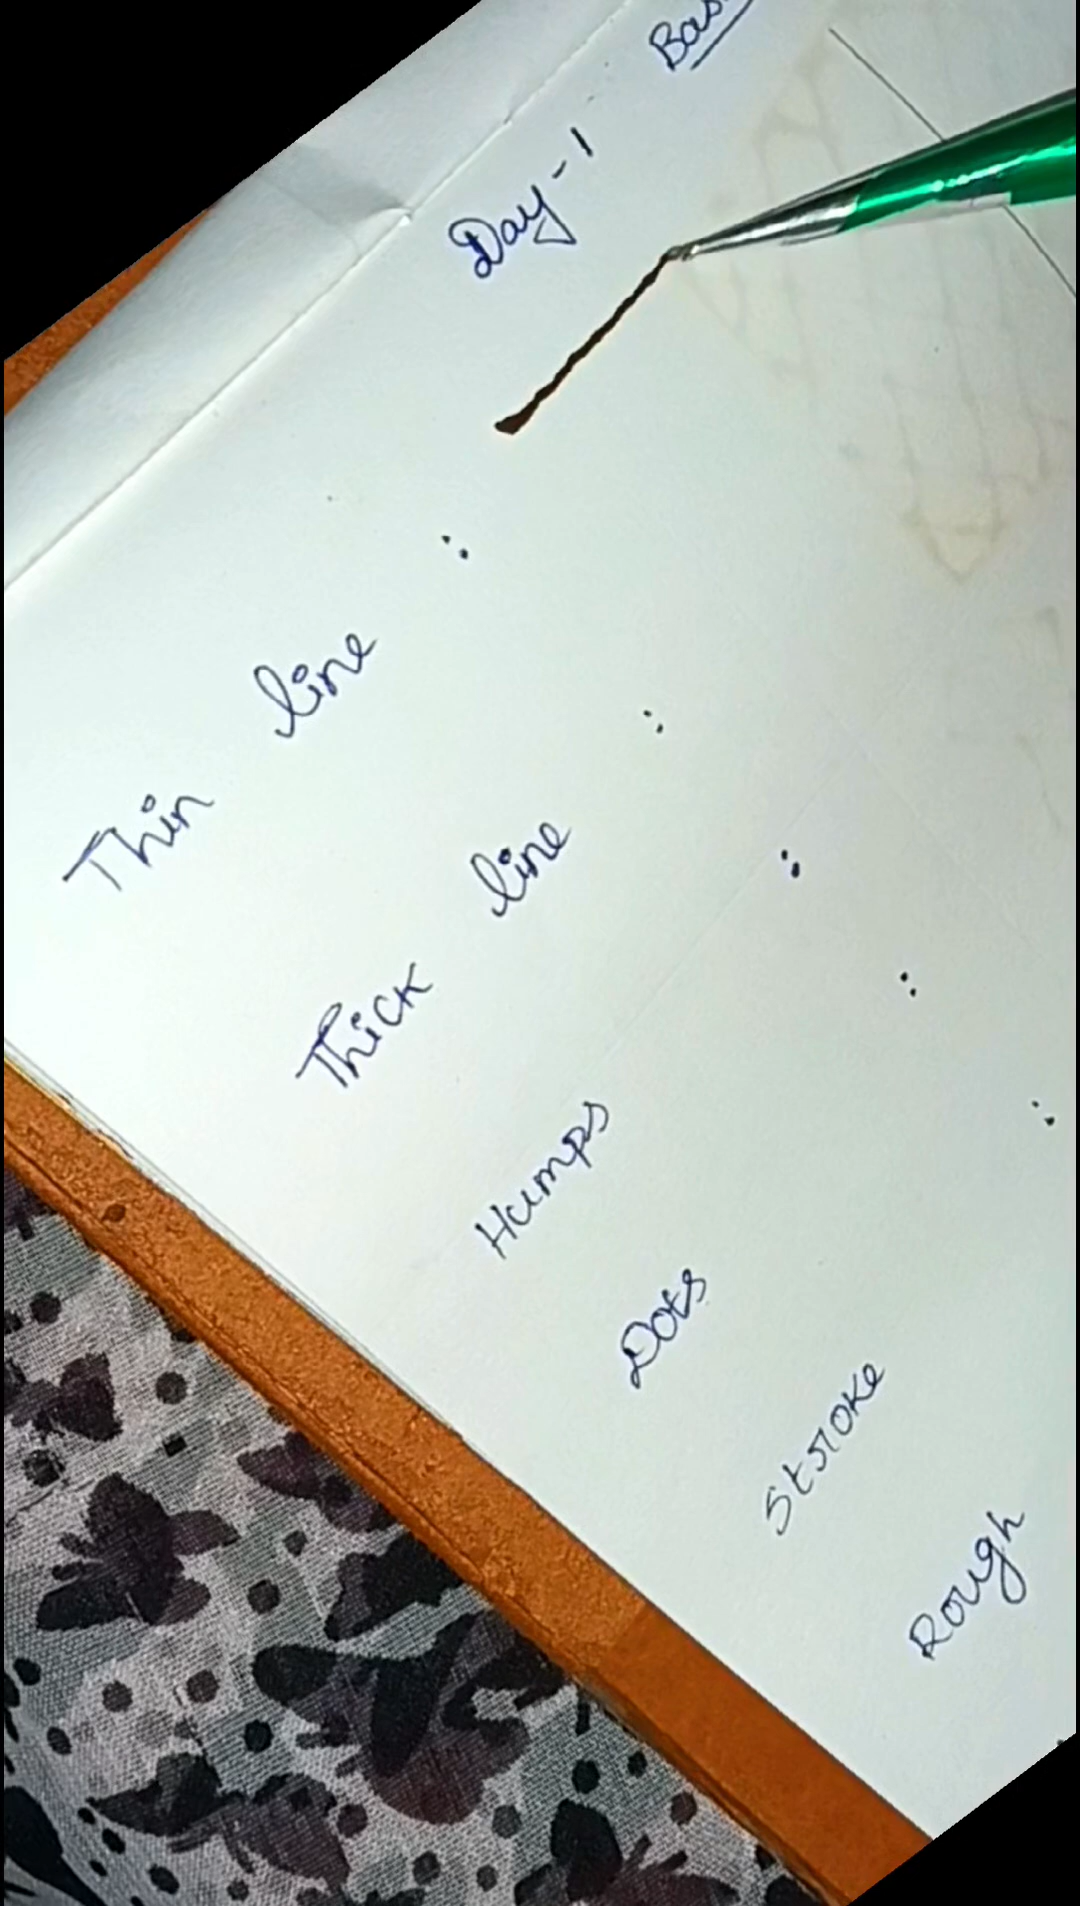 Day-1
Thin line :
Thick line :
Humps :
Dots :
Stroke :
Rough